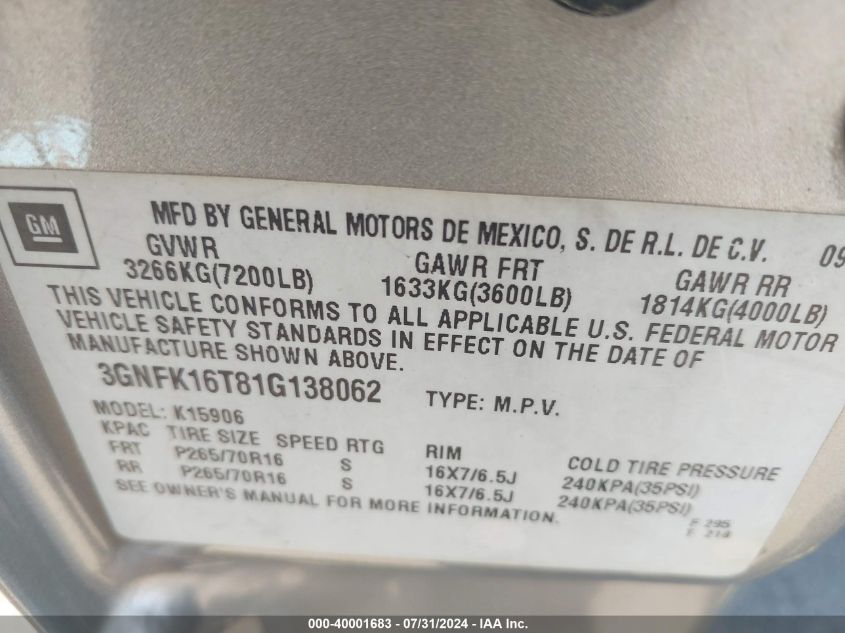 GM
MFD BY GENERAL MOTORS DE MEXICO, S. DE R.L. DE C.V. 09
GVWR GAWR FRT GAWR RR
3266KG(7200LB) 1633KG(3600LB) 1814KG(4000LB)
THIS VEHICLE CONFORMS TO ALL APPLICABLE U.S. FEDERAL MOTOR
VEHICLE SAFETY STANDARDS IN EFFECT ON THE DATE OF
MANUFACTURE SHOWN ABOVE.
3GNFK16T81G138062 TYPE: M.P.V.
MODEL: K15906
KPAC TIRE SIZE SPEED RTG RIM COLD TIRE PRESSURE
FRT P265/70R16 S 16X7/6.5J 240KPA(35PSI)
RR P265/70R16 S 16X7/6.5J 240KPA(35PSI)
SEE OWNER'S MANUAL FOR MORE INFORMATION.
F 295
E 210
000-40001683 - 07/31/2024 - IAA Inc.